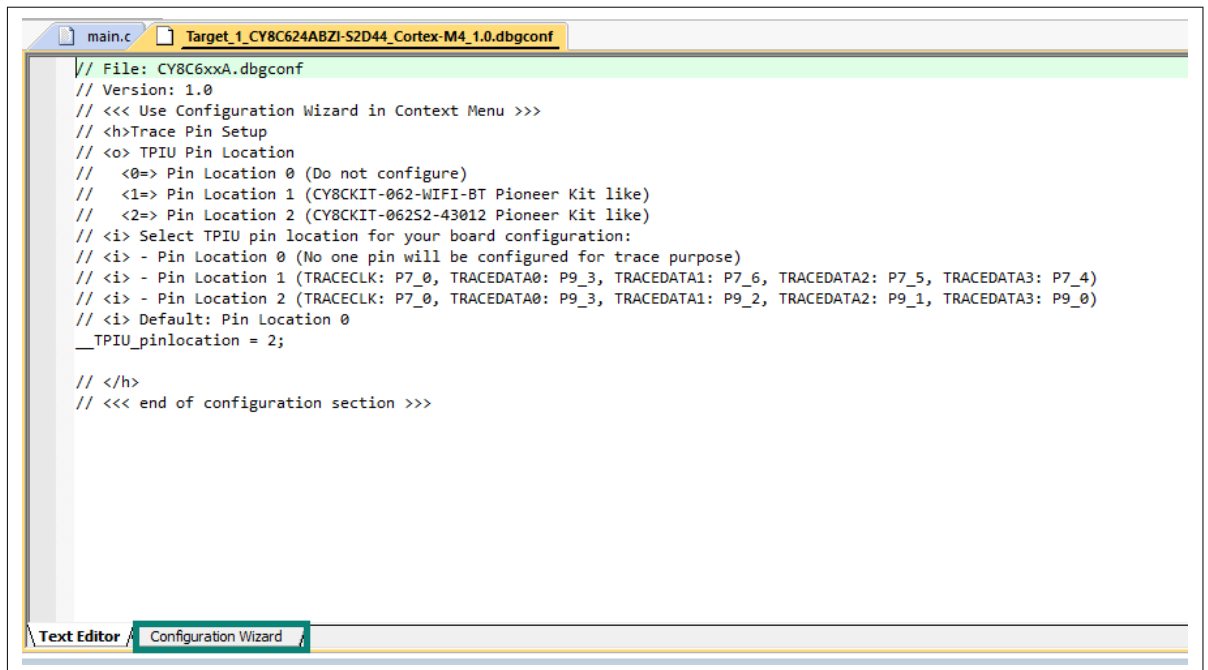 main.c
Target_1_CY8C624ABZI-S2D44_Cortex-M4_1.0.dbgconf
// File: CY8C6xxA.dbgconf
// Version: 1.0
// <<< Use Configuration Wizard in Context Menu >>>
// <h>Trace Pin Setup
// <o> TPIU Pin Location
//   <0=> Pin Location 0 (Do not configure)
//   <1=> Pin Location 1 (CY8CKIT-062-WIFI-BT Pioneer Kit like)
//   <2=> Pin Location 2 (CY8CKIT-062S2-43012 Pioneer Kit like)
// <i> Select TPIU pin location for your board configuration:
// <i> - Pin Location 0 (No one pin will be configured for trace purpose)
// <i> - Pin Location 1 (TRACECLK: P7_0, TRACEDATA0: P9_3, TRACEDATA1: P7_6, TRACEDATA2: P7_5, TRACEDATA3: P7_4)
// <i> - Pin Location 2 (TRACECLK: P7_0, TRACEDATA0: P9_3, TRACEDATA1: P9_2, TRACEDATA2: P9_1, TRACEDATA3: P9_0)
// <i> Default: Pin Location 0
__TPIU_pinlocation = 2;
// </h>
// <<< end of configuration section >>>
Text Editor
Configuration Wizard